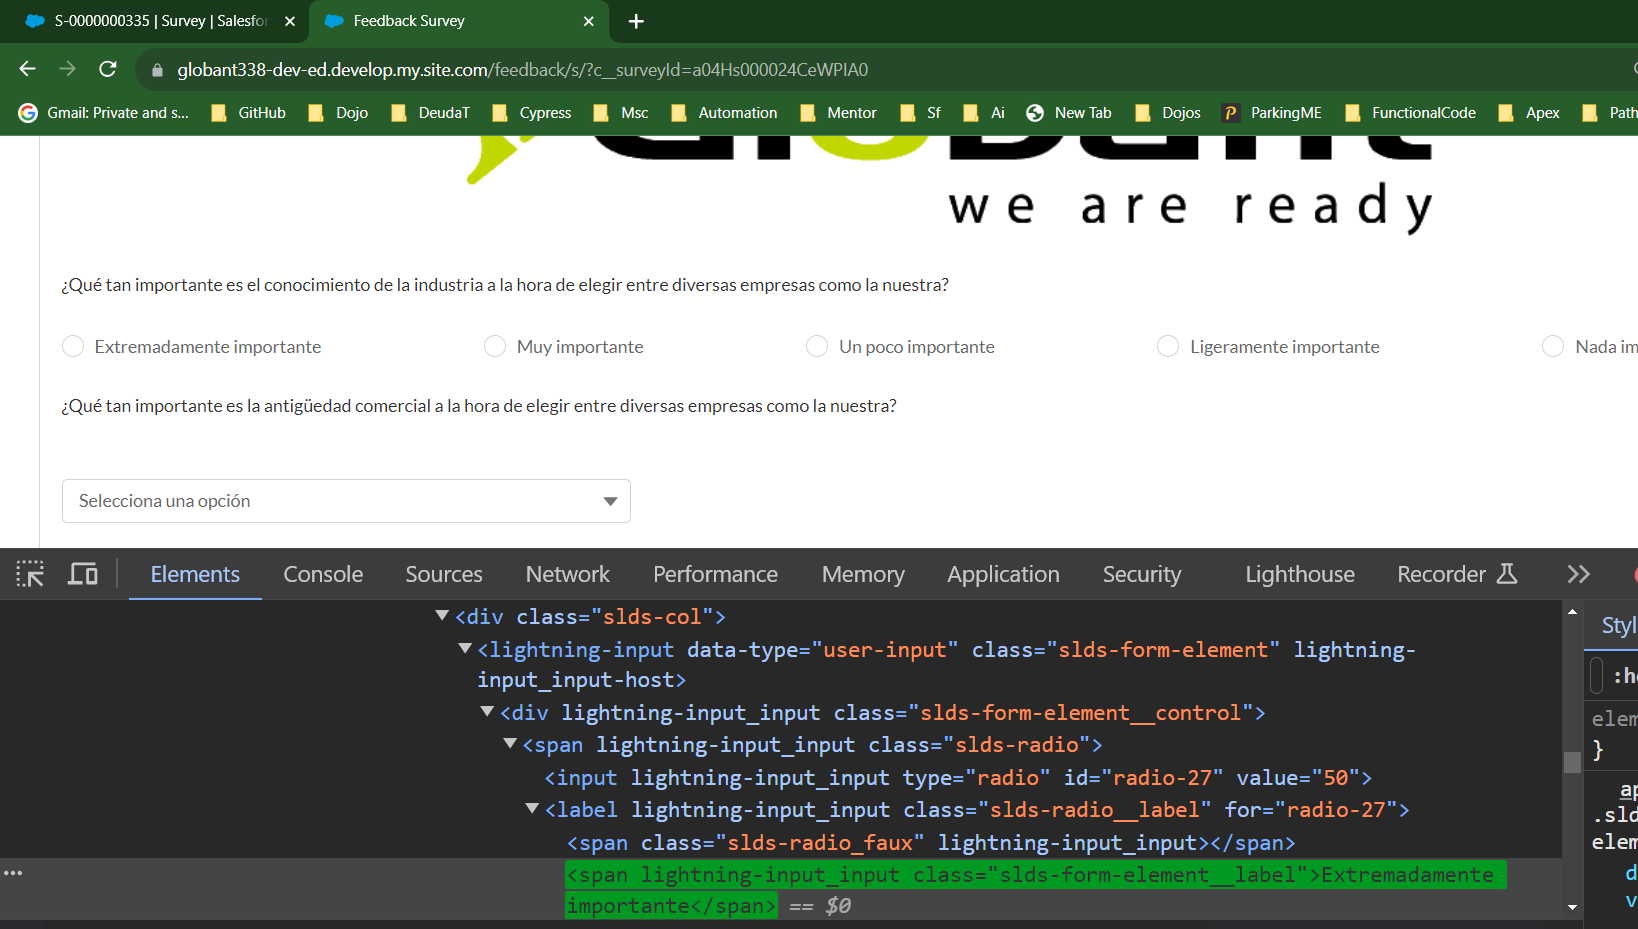 S-0000000335 | Survey | Salesfor
Feedback Survey
globant338-dev-ed.develop.my.site.com/feedback/s/?c__surveyId=a04Hs000024CeWPIA0
Gmail: Private and s... GitHub Dojo DeudaT Cypress Msc Automation Mentor Sf Ai New Tab Dojos ParkingME FunctionalCode Apex Path
Globant
we are ready
¿Qué tan importante es el conocimiento de la industria a la hora de elegir entre diversas empresas como la nuestra?
Extremadamente importante Muy importante Un poco importante Ligeramente importante Nada im
¿Qué tan importante es la antigüedad comercial a la hora de elegir entre diversas empresas como la nuestra?
Selecciona una opción
Elements Console Sources Network Performance Memory Application Security Lighthouse Recorder
<div class="slds-col">
<lightning-input data-type="user-input" class="slds-form-element" lightning-
input_input-host>
<div lightning-input_input class="slds-form-element__control">
<span lightning-input_input class="slds-radio">
<input lightning-input_input type="radio" id="radio-27" value="50">
<label lightning-input_input class="slds-radio__label" for="radio-27">
<span class="slds-radio_faux" lightning-input_input></span>
<span lightning-input_input class="slds-form-element__label">Extremadamente
importante</span> == $0
Styl
:h
elem
}
ap
.sld
elem
d
v